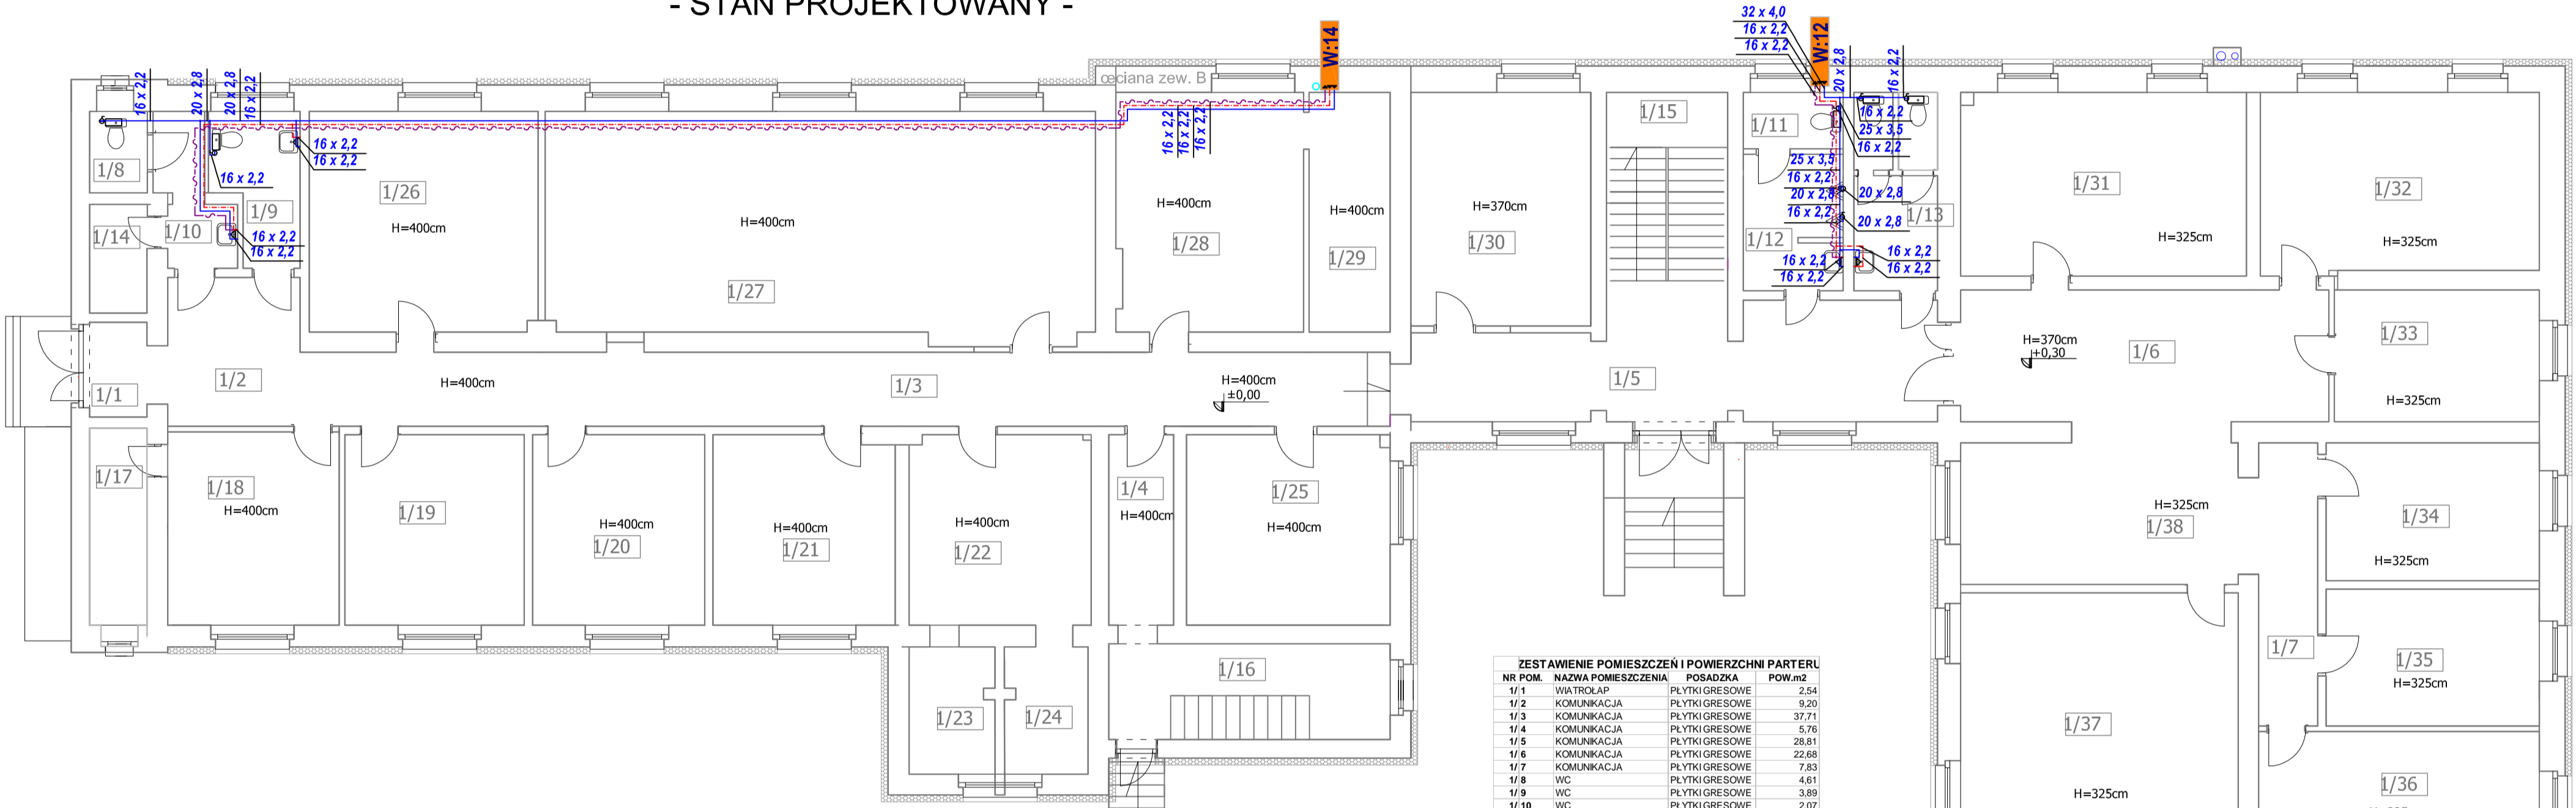 - STAN PROJEKTOWANY -
W:14
W:12
32 x 4,0
16 x 2,2
16 x 2,2
20 x 2,8
16 x 2,2
œciana zew. B
16 x 2,2
20 x 2,8
20 x 2,8
16 x 2,2
16 x 2,2
16 x 2,2
16 x 2,2
16 x 2,2
16 x 2,2
16 x 2,2
16 x 2,2
16 x 2,2
16 x 2,2
25 x 3,5
16 x 2,2
25 x 3,5
16 x 2,2
20 x 2,8
16 x 2,2
20 x 2,8
20 x 2,8
16 x 2,2
16 x 2,2
16 x 2,2
16 x 2,2
1/8
1/14
1/10
1/9
1/26
H=400cm
H=400cm
1/27
H=400cm
1/28
H=400cm
1/29
H=370cm
1/30
1/15
1/11
1/12
1/13
1/31
H=325cm
1/32
H=325cm
1/1
1/2
H=400cm
1/3
H=400cm
±0,00
1/5
H=370cm
+0,30
1/6
1/33
H=325cm
1/17
1/18
H=400cm
1/19
H=400cm
1/20
H=400cm
1/21
H=400cm
1/22
1/4
H=400cm
1/25
H=400cm
H=325cm
1/38
1/34
H=325cm
1/23
1/24
1/16
1/7
1/35
H=325cm
1/37
H=325cm
1/36
ZESTAWIENIE POMIESZCZEŃ I POWIERZCHNI PARTERU
NR POM. NAZWA POMIESZCZENIA POSADZKA POW.m2
1/ 1 WIATROŁAP PŁYTKI GRESOWE 2,54
1/ 2 KOMUNIKACJA PŁYTKI GRESOWE 9,20
1/ 3 KOMUNIKACJA PŁYTKI GRESOWE 37,71
1/ 4 KOMUNIKACJA PŁYTKI GRESOWE 5,76
1/ 5 KOMUNIKACJA PŁYTKI GRESOWE 28,81
1/ 6 KOMUNIKACJA PŁYTKI GRESOWE 22,68
1/ 7 KOMUNIKACJA PŁYTKI GRESOWE 7,83
1/ 8 WC PŁYTKI GRESOWE 4,61
1/ 9 WC PŁYTKI GRESOWE 3,89
1/ 10 WC PŁYTKI GRESOWE 2,07